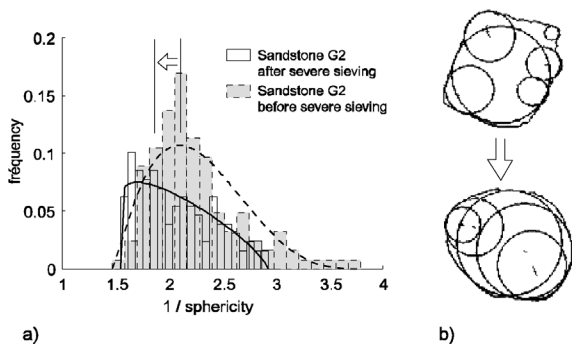 a)
0.2
0.15
0.1
0.05
0
fréquency
1
1.5
2
2.5
3
3.5
4
1 / sphericity
Sandstone G2
after severe sieving
Sandstone G2
before severe sieving
a)
b)